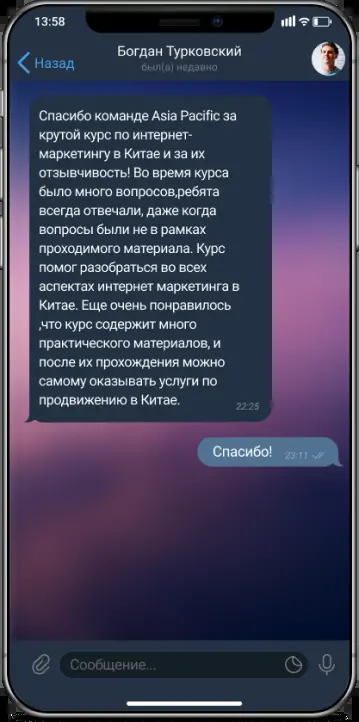 13:58
Назад
Богдан Турковский
был(а) недавно
Спасибо команде Asia Pacific за
крутой курс по интернет-
маркетингу в Китае и за их
отзывчивость! Во время курса
было много вопросов,ребята
всегда отвечали, даже когда
вопросы были не в рамках
проходимого материала. Курс
помог разобраться во всех
аспектах интернет маркетинга в
Китае. Еще очень понравилось
,что курс содержит много
практического материалов, и
после их прохождения можно
самому оказывать услуги по
продвижению в Китае.
22:25
Спасибо!
23:11
Сообщение...